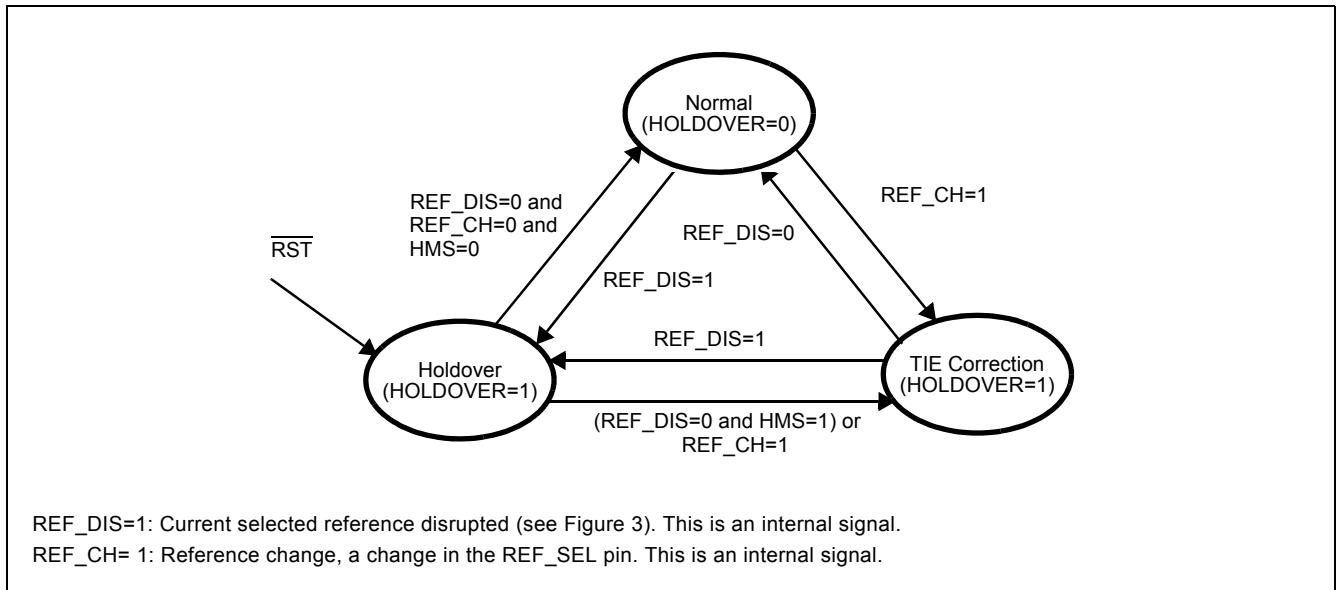 Normal
(HOLDOVER=0)
REF_DIS=0 and
REF_CH=0 and
HMS=0
REF_CH=1
REF_DIS=0
RST
REF_DIS=1
REF_DIS=1
Holdover
(HOLDOVER=1)
TIE Correction
(HOLDOVER=1)
(REF_DIS=0 and HMS=1) or
REF_CH=1
REF_DIS=1: Current selected reference disrupted (see Figure 3). This is an internal signal.
REF_CH= 1: Reference change, a change in the REF_SEL pin. This is an internal signal.